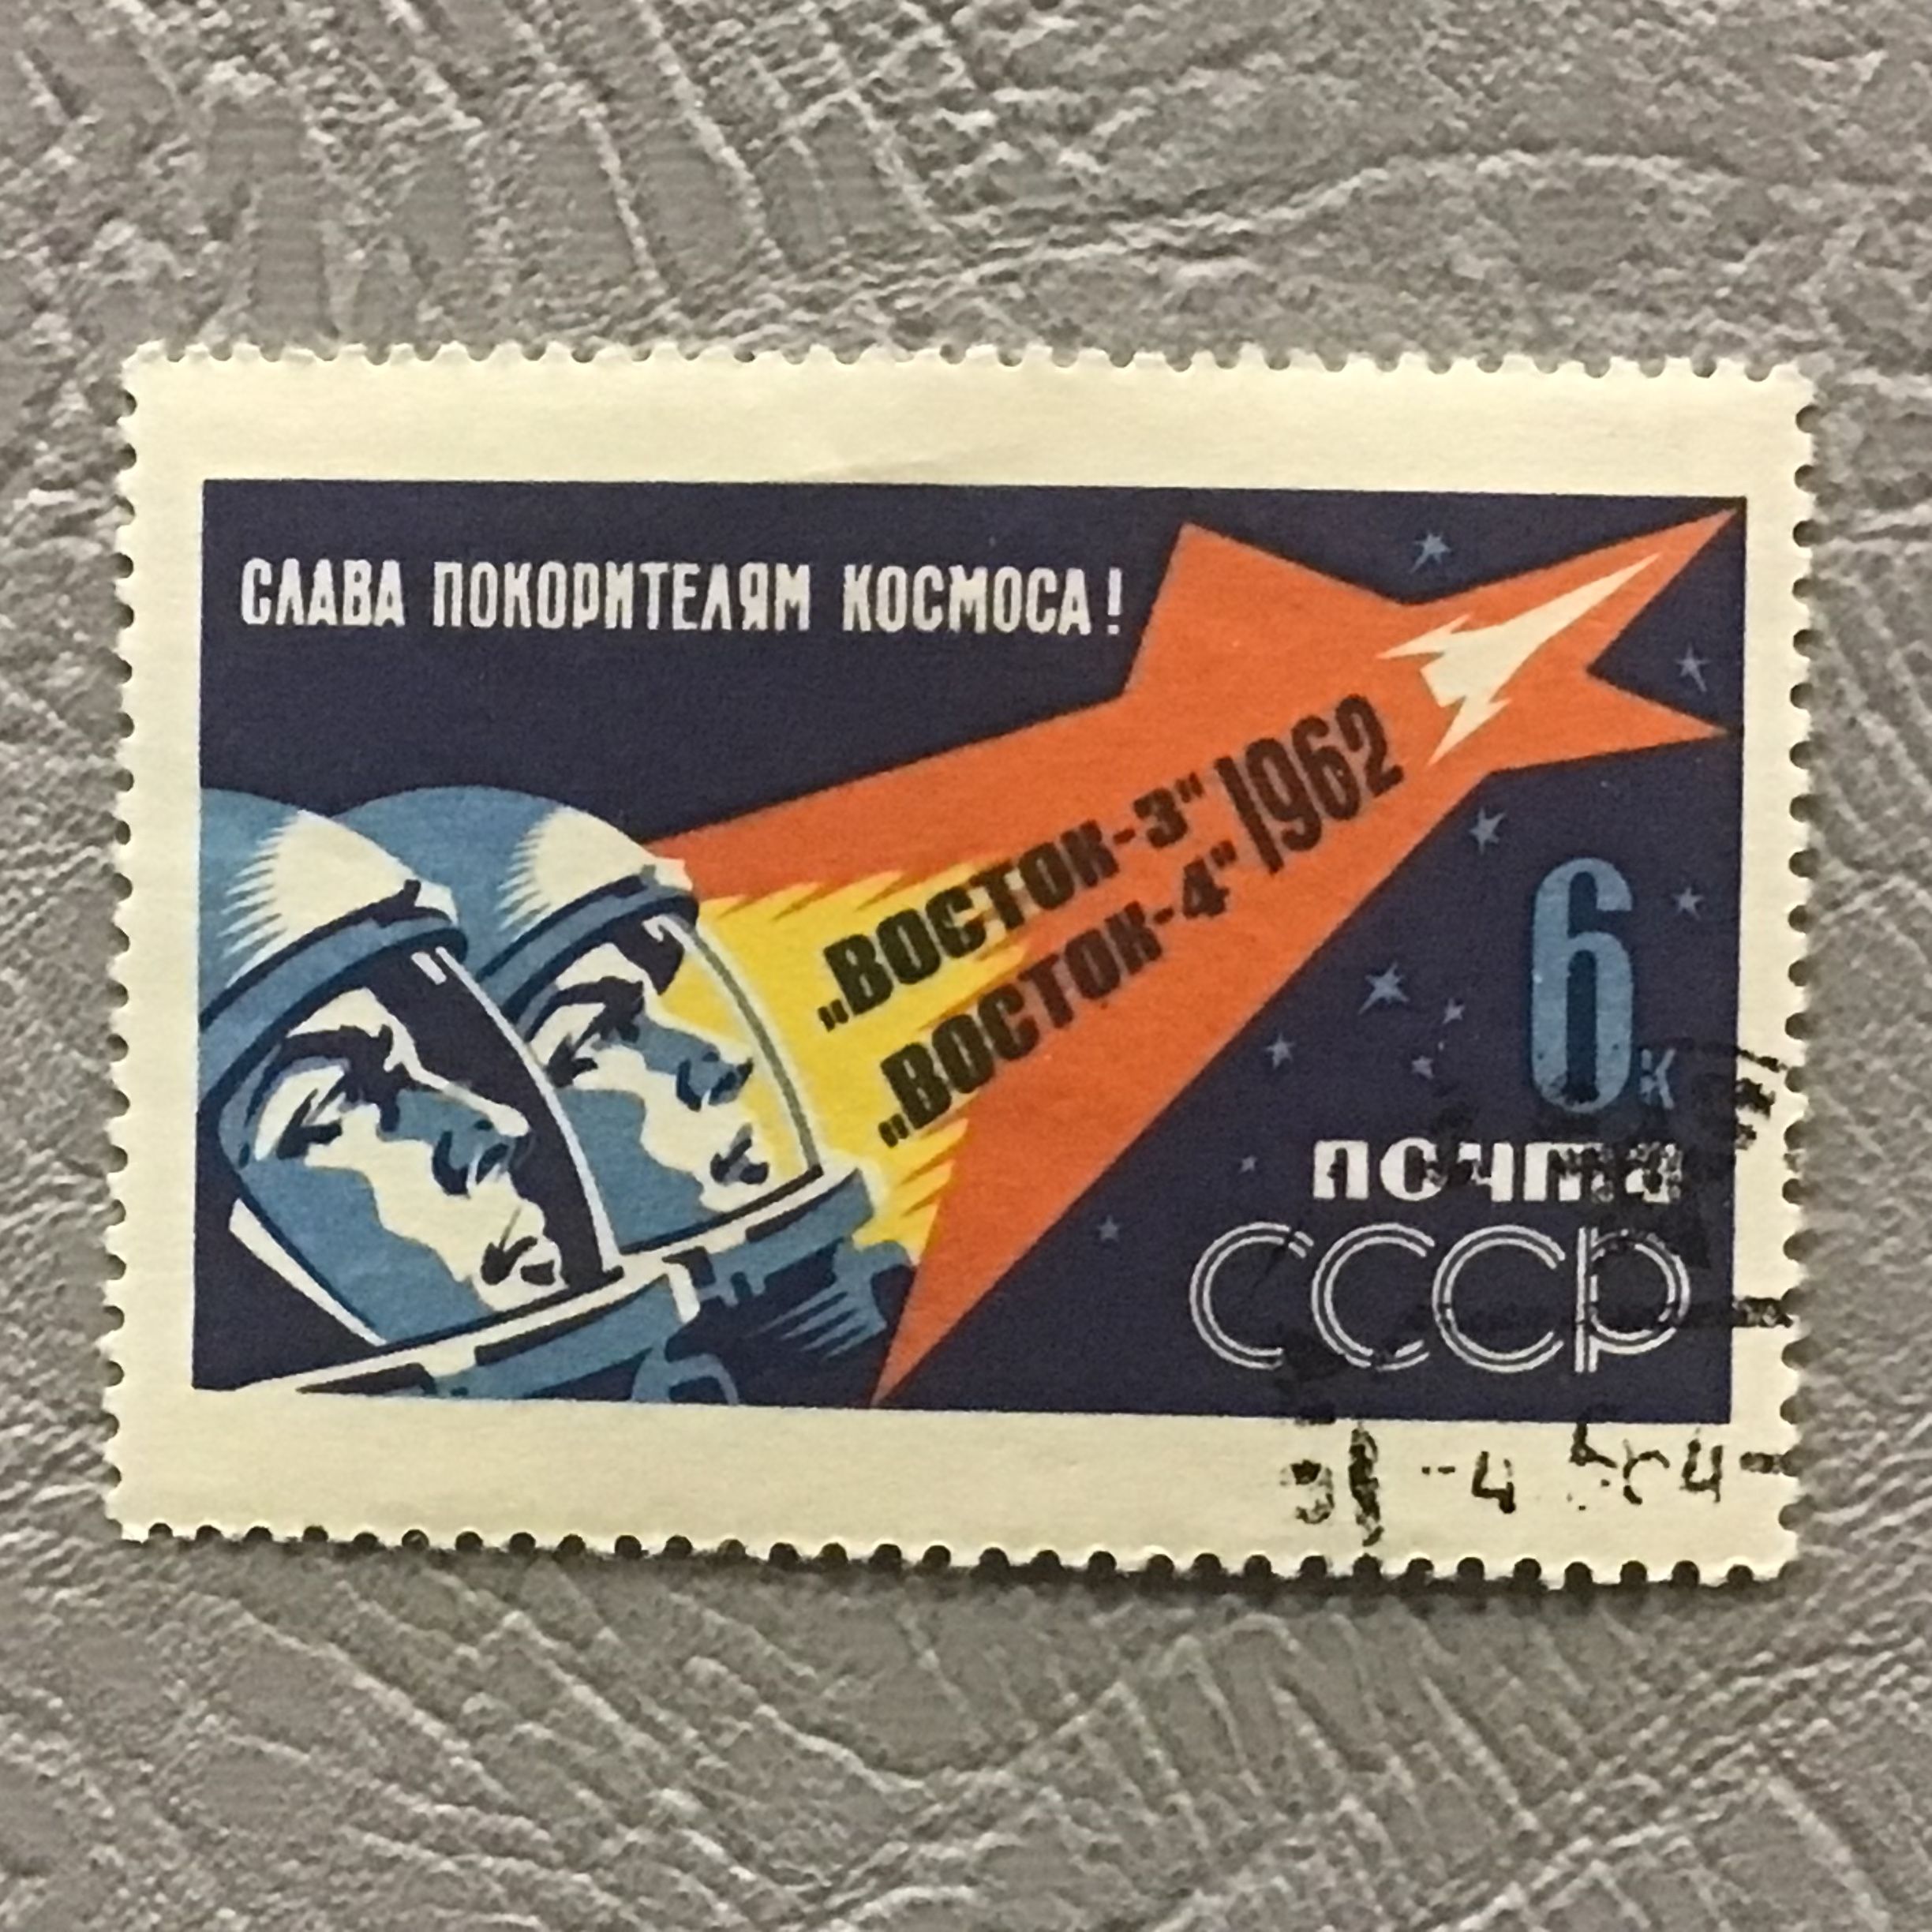 СЛАВА ПОКОРИТЕЛЯМ КОСМОСА!
„ВОСТОК-3"
„ВОСТОК-4" 1962
6к
ПОЧТА
СССР